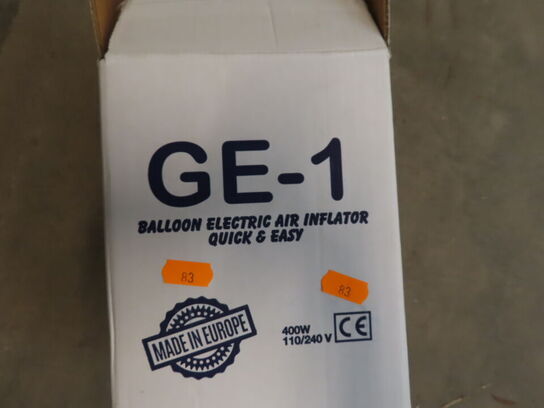 GE-1
BALLOON ELECTRIC AIR INFLATOR
QUICK & EASY
83
83
MADE IN EUROPE
400W
110/240 V
CE